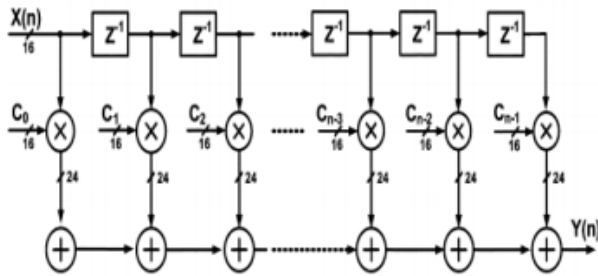 X(n)
16
Z-1 Z-1 Z-1 Z-1 Z-1
C0 C1 C2 Cn-3 Cn-2 Cn-1
× × × × × ×
16 16 16 16 16 16
24 24 24 24 24 24
Y(n)
+ + + + + +